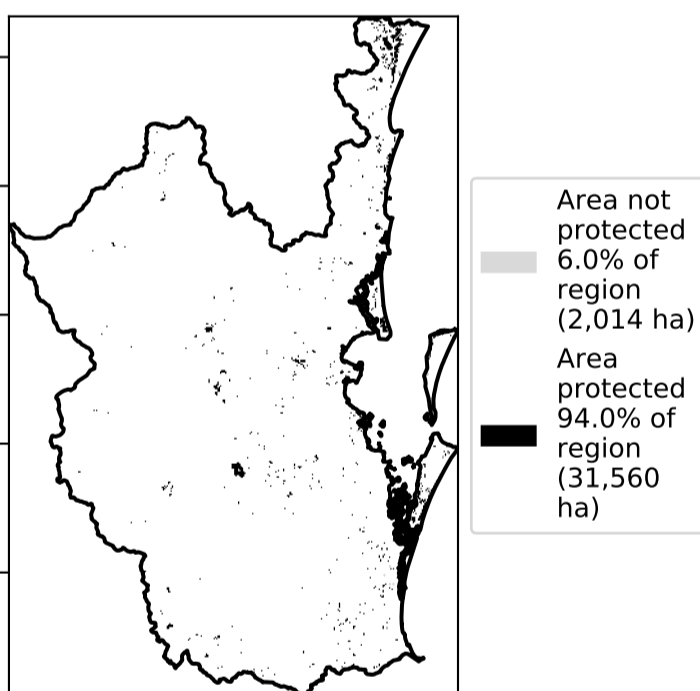 Area not
protected
6.0% of
region
(2,014 ha)
Area
protected
94.0% of
region
(31,560
ha)